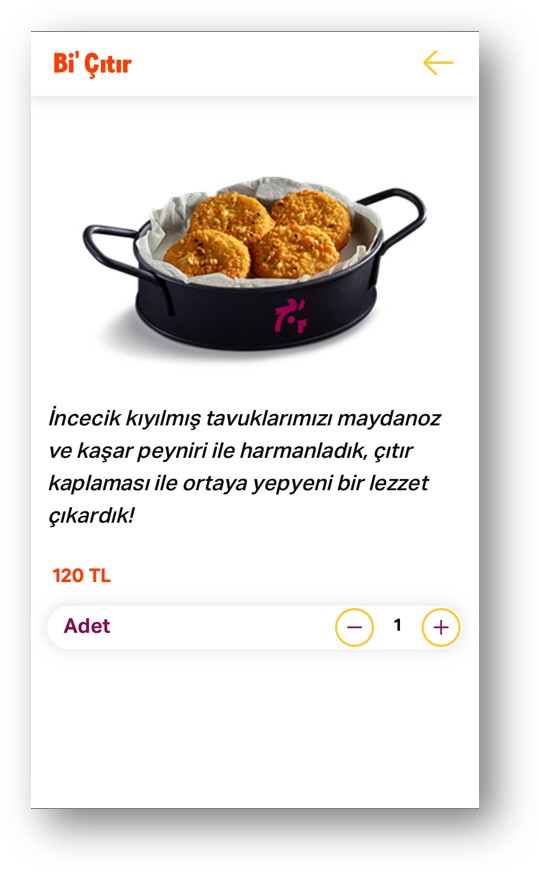 Bi' Çıtır
İncecik kıyılmış tavuklarımızı maydanoz
ve kaşar peyniri ile harmanladık, çıtır
kaplaması ile ortaya yepyeni bir lezzet
çıkardık!
120 TL
Adet
1